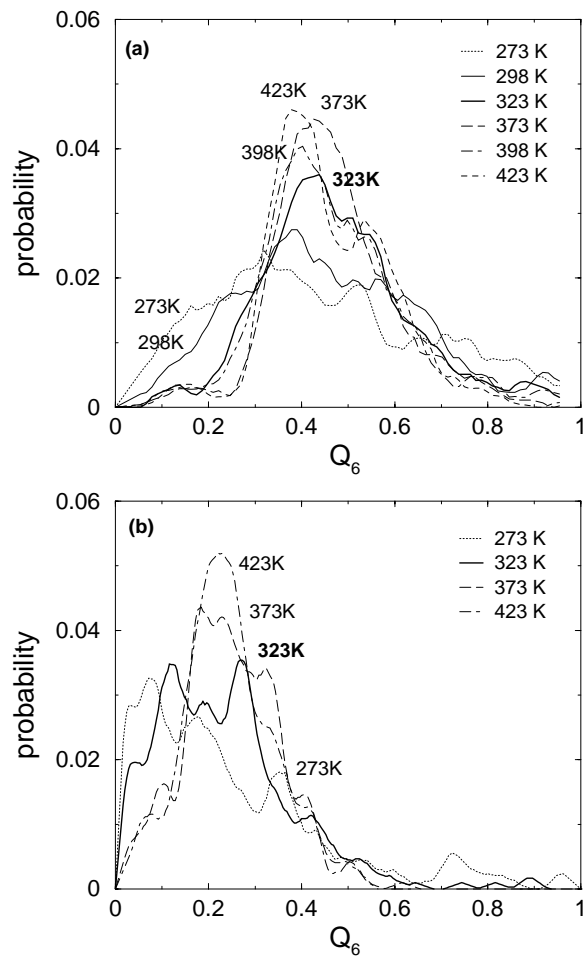 0.06
(a)
273 K
298 K
323 K
373 K
398 K
423 K
423K
373K
398K
323K
273K
298K
0.04
0.02
0
probability
0 0.2 0.4 0.6 0.8 1
Q6
0.06
(b)
273 K
323 K
373 K
423 K
423K
373K
323K
273K
0.04
0.02
0
probability
0 0.2 0.4 0.6 0.8 1
Q6